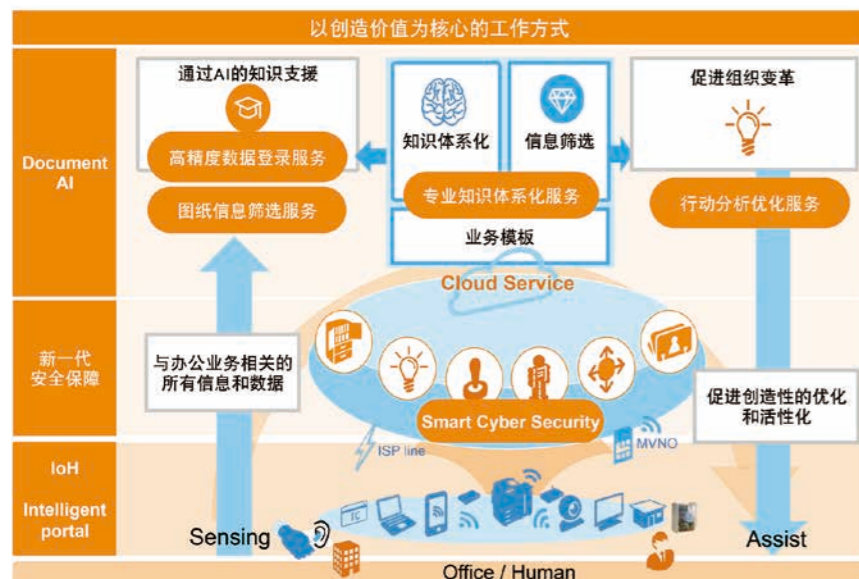 以创造价值为核心的工作方式
Document
AI
通过AI的知识支援
高精度数据登录服务
图纸信息筛选服务
知识体系化
信息筛选
专业知识体系化服务
业务模板
促进组织变革
行动分析优化服务
Cloud Service
新一代
安全保障
与办公业务相关的
所有信息和数据
Smart Cyber Security
促进创造性的优化
和活性化
ISP line
MVNO
IoH
Intelligent
portal
Sensing
Assist
Office / Human